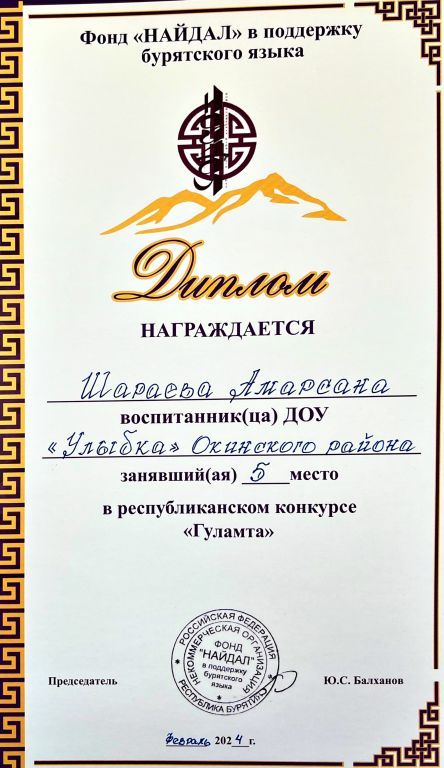 Фонд «НАЙДАЛ» в поддержку
бурятского языка
Диплом
НАГРАЖДАЕТСЯ
Шараева Амарсана
воспитанник(ца) ДОУ
«Улыбка» Окинского района
занявший(ая) 5 место
в республиканском конкурсе
«Гуламта»
РОССИЙСКАЯ ФЕДЕРАЦИЯ
НЕКОММЕРЧЕСКАЯ ОРГАНИЗАЦИЯ
ФОНД
"НАЙДАЛ"
в поддержку
бурятского
языка
РЕСПУБЛИКА БУРЯТИЯ
Председатель Ю.С. Балханов
Февраль 2024 г.